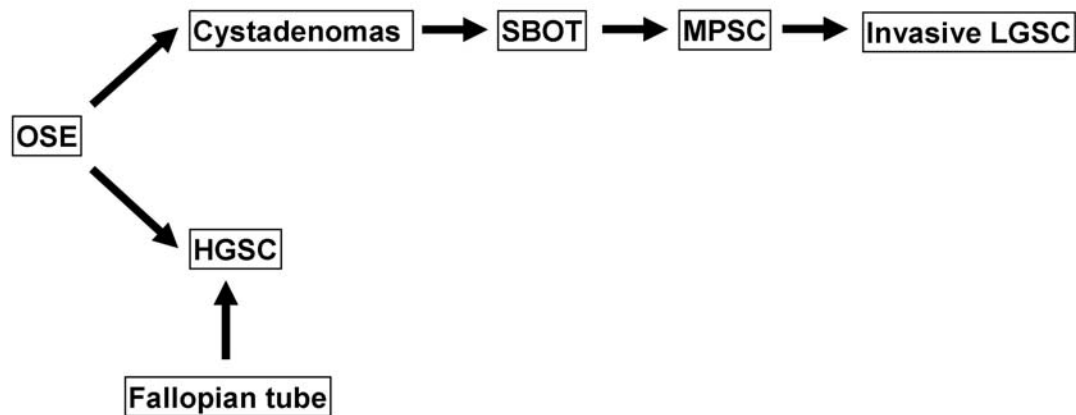 Cystadenomas
SBOT
MPSC
Invasive LGSC
OSE
HGSC
Fallopian tube